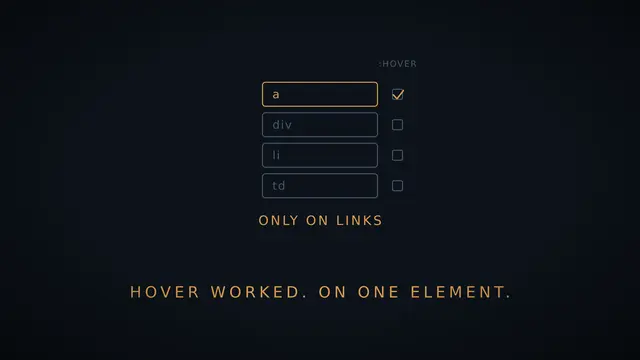 :HOVER
a
div
li
td
ONLY ON LINKS
HOVER WORKED. ON ONE ELEMENT.